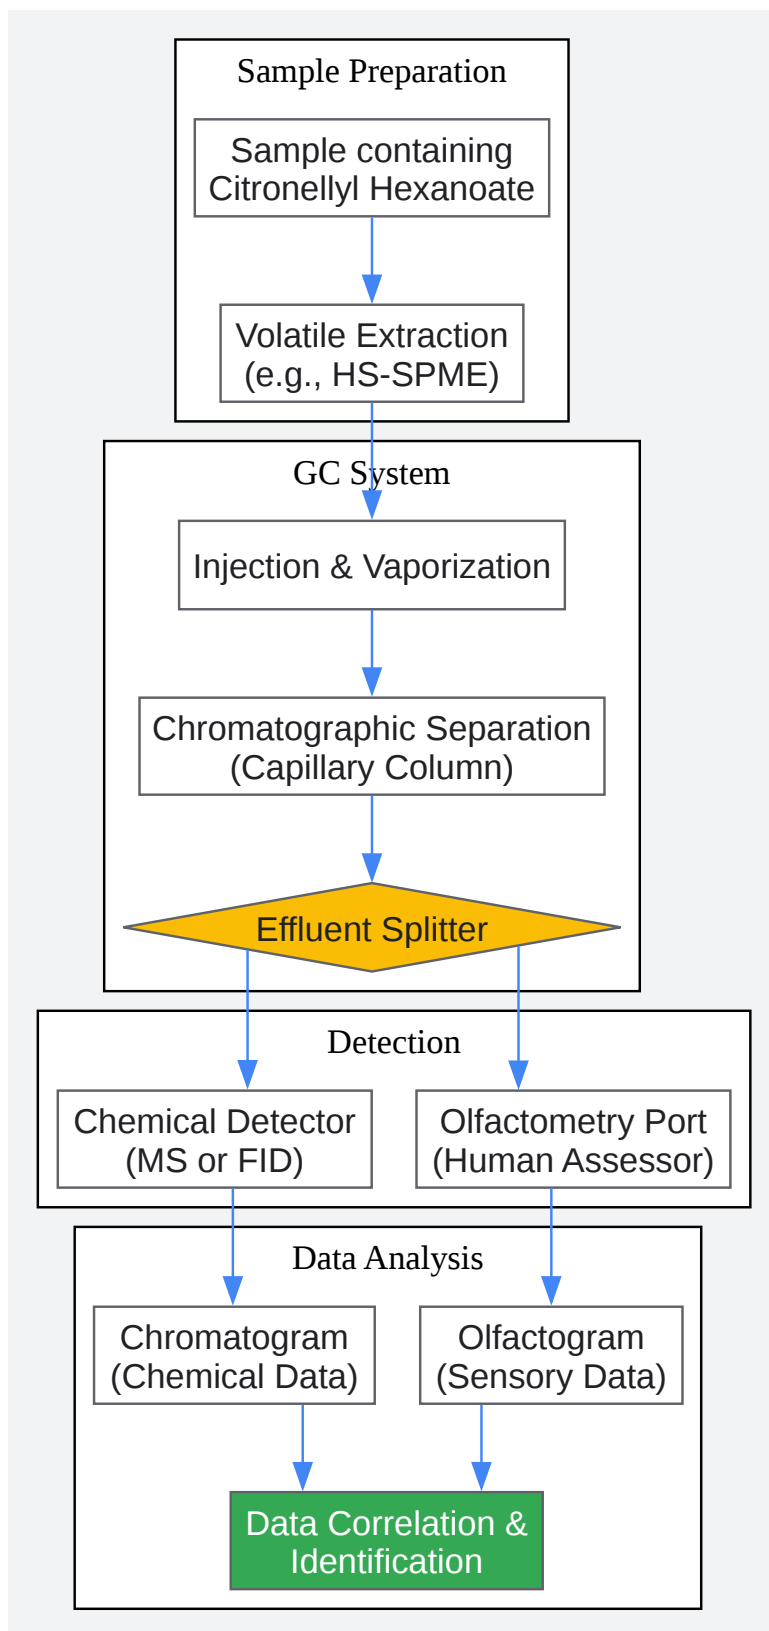 Sample Preparation
Sample containing
Citronellyl Hexanoate
Volatile Extraction
(e.g., HS-SPME)
GC System
Injection & Vaporization
Chromatographic Separation
(Capillary Column)
Effluent Splitter
Detection
Chemical Detector
(MS or FID)
Olfactometry Port
(Human Assessor)
Data Analysis
Chromatogram
(Chemical Data)
Olfactogram
(Sensory Data)
Data Correlation &
Identification